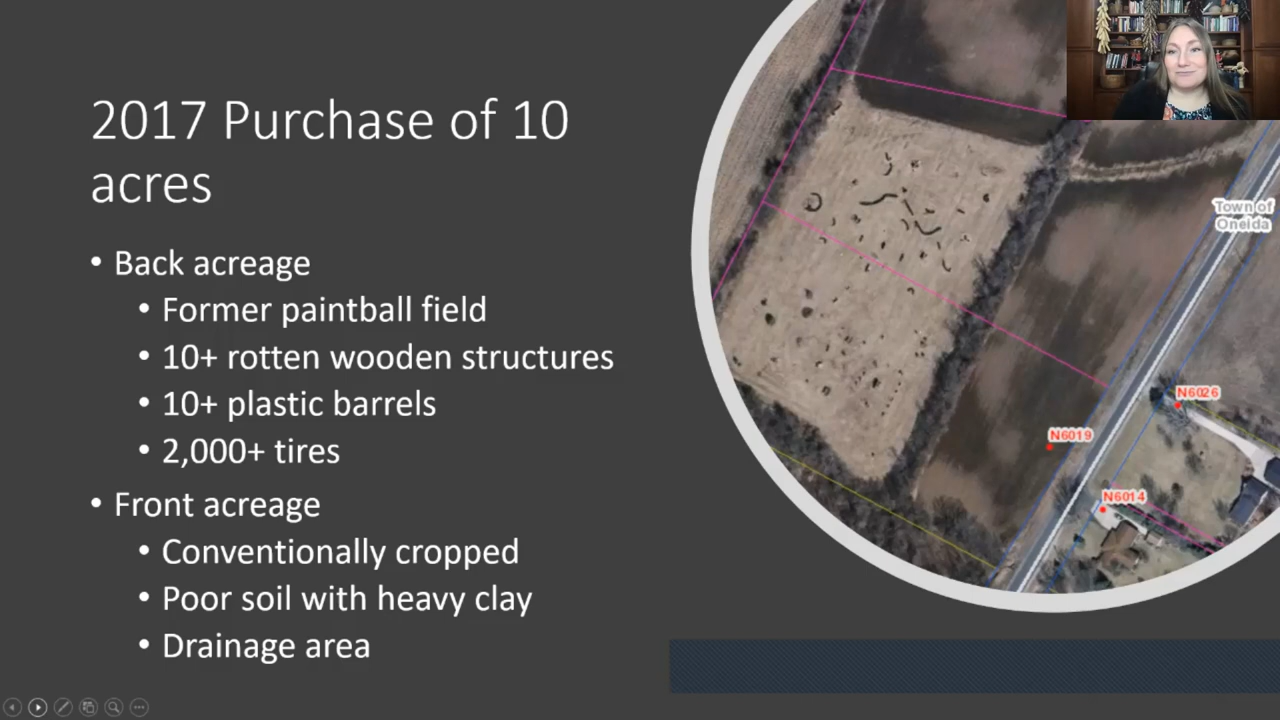 2017 Purchase of 10
acres
• Back acreage
• Former paintball field
• 10+ rotten wooden structures
• 10+ plastic barrels
• 2,000+ tires
• Front acreage
• Conventionally cropped
• Poor soil with heavy clay
• Drainage area
Town of
Oneida
N6026
N6019
N6014